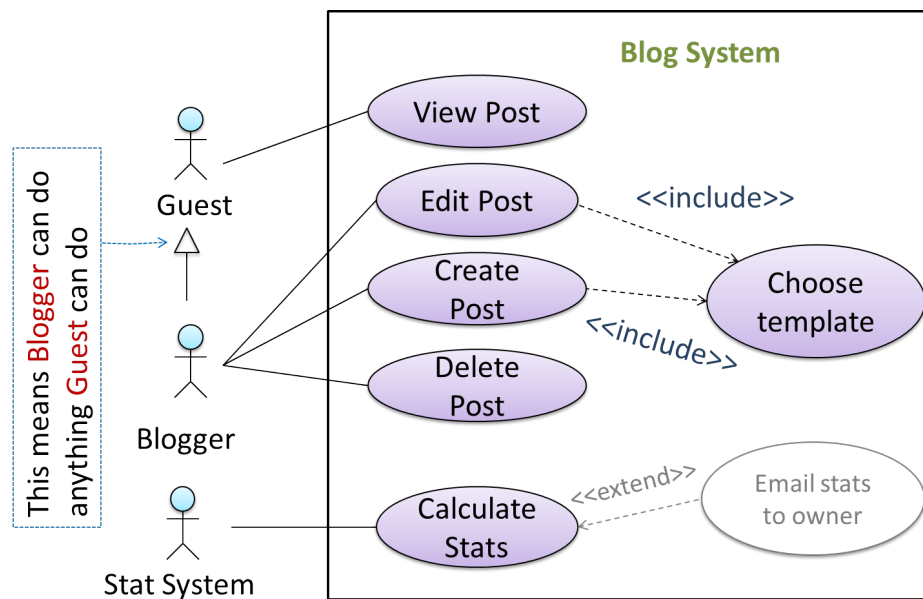 Blog System
View Post
Guest
Edit Post
<<include>>
Create
Post
Choose
template
<<include>>
Delete
Post
Blogger
This means Blogger can do
anything Guest can do
Calculate
Stats
<<extend>>
Email stats
to owner
Stat System